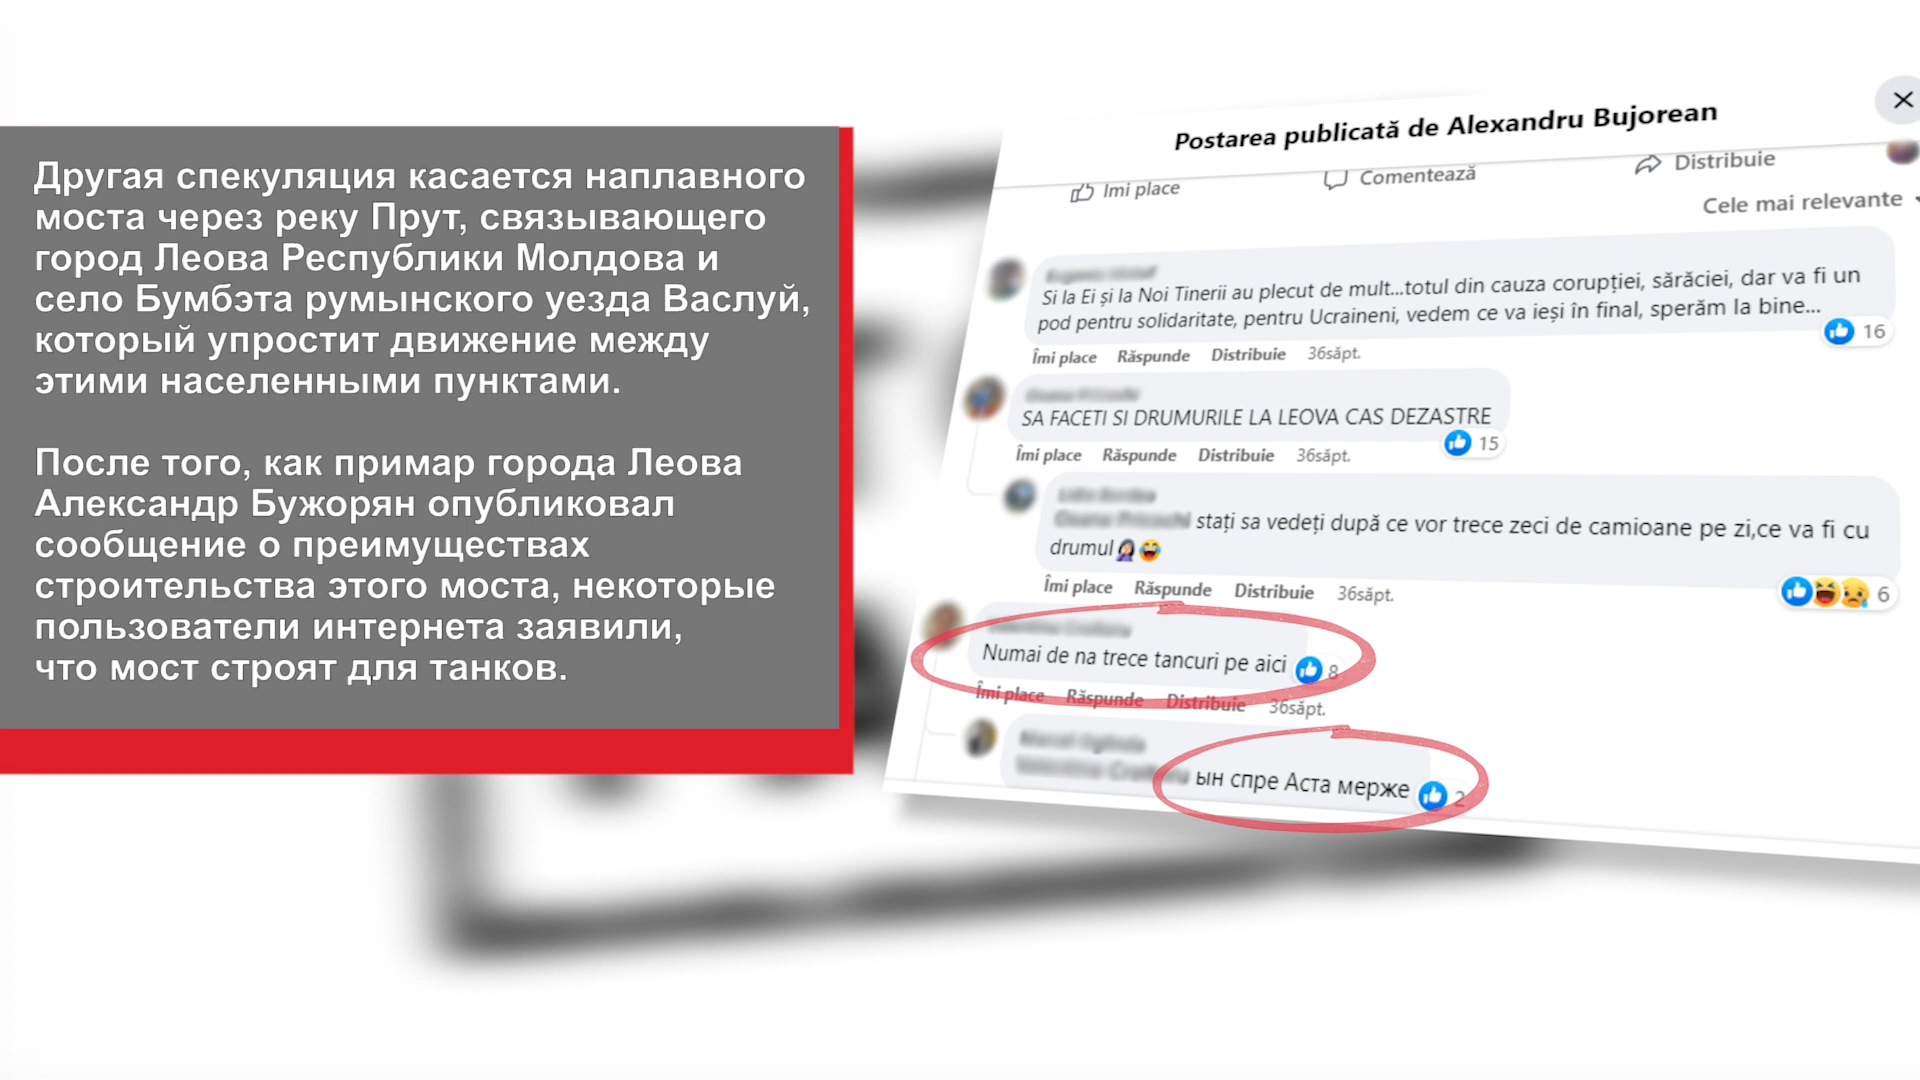 Другая спекуляция касается наплавного
моста через реку Прут, связывающего
город Леова Республики Молдова и
село Бумбэта румынского уезда Васлуй,
который упростит движение между
этими населенными пунктами.
После того, как примар города Леова
Александр Бужорян опубликовал
сообщение о преимуществах
строительства этого моста, некоторые
пользователи интернета заявили,
что мост строят для танков.
Postarea publicată de Alexandru Bujorean
Îmi place Comentează Distribuie
Cele mai relevante
Si la Ei și la Noi Tinerii au plecut de mult...totul din cauza corupției, sărăciei, dar va fi un
pod pentru solidaritate, pentru Ucraineni, vedem ce va ieși în final, sperăm la bine...
16
Îmi place Răspunde Distribuie 36săpt.
SA FACETI SI DRUMURILE LA LEOVA CAS DEZASTRE
15
Îmi place Răspunde Distribuie 36săpt.
stați sa vedeți după ce vor trece zeci de camioane pe zi,ce va fi cu
drumul🤦🏻‍♀️😂
6
Îmi place Răspunde Distribuie 36săpt.
Numai de na trece tancuri pe aici
8
Îmi place Răspunde Distribuie 36săpt.
ын спре Аста мерже
2